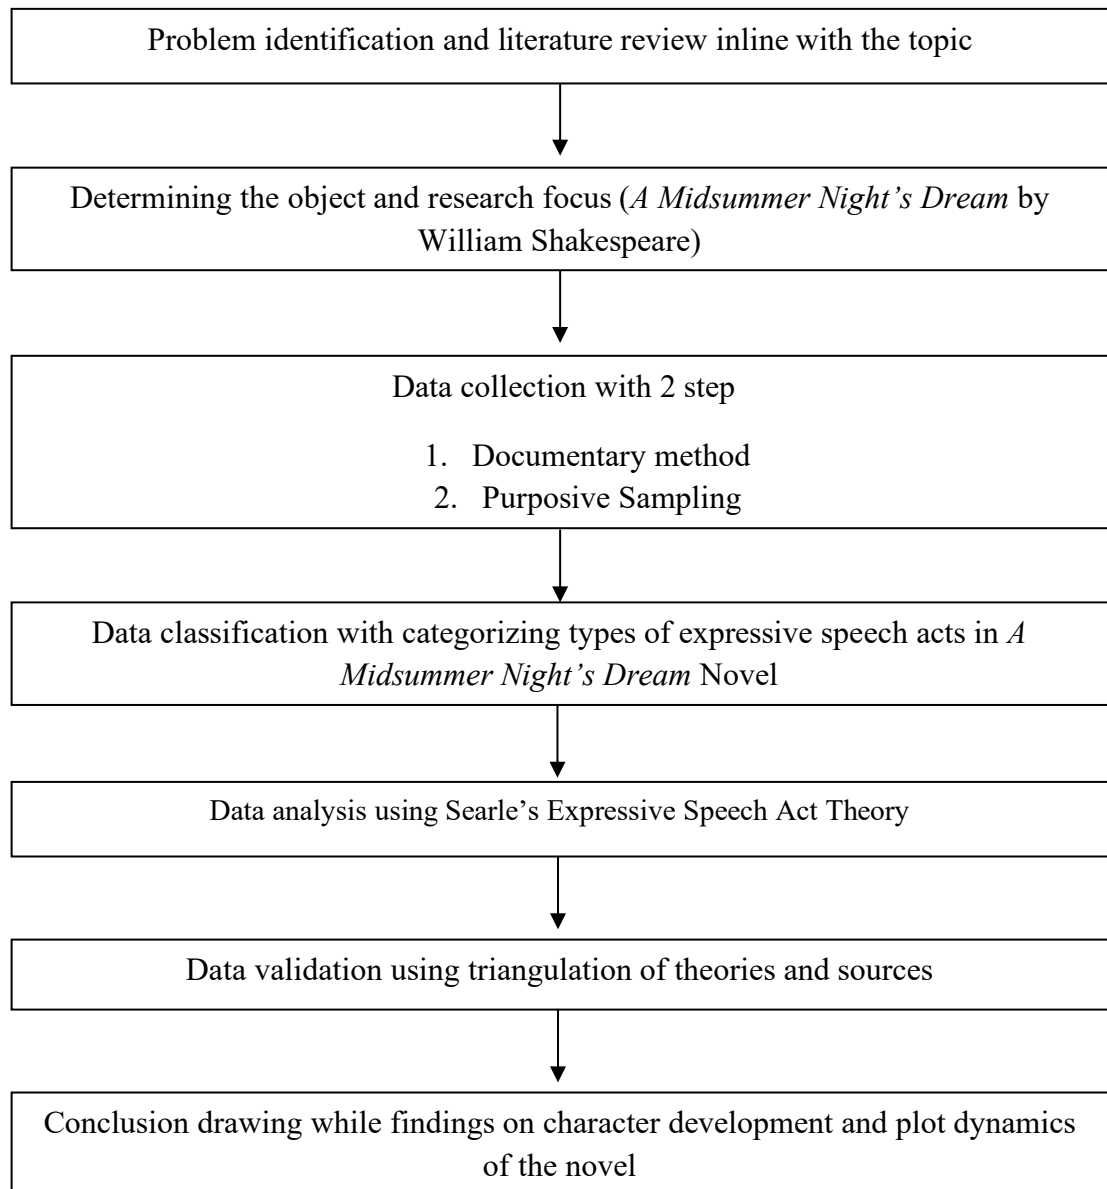 Problem identification and literature review inline with the topic
Determining the object and research focus (A Midsummer Night’s Dream by
William Shakespeare)
Data collection with 2 step
1. Documentary method
2. Purposive Sampling
Data classification with categorizing types of expressive speech acts in A
Midsummer Night’s Dream Novel
Data analysis using Searle’s Expressive Speech Act Theory
Data validation using triangulation of theories and sources
Conclusion drawing while findings on character development and plot dynamics
of the novel